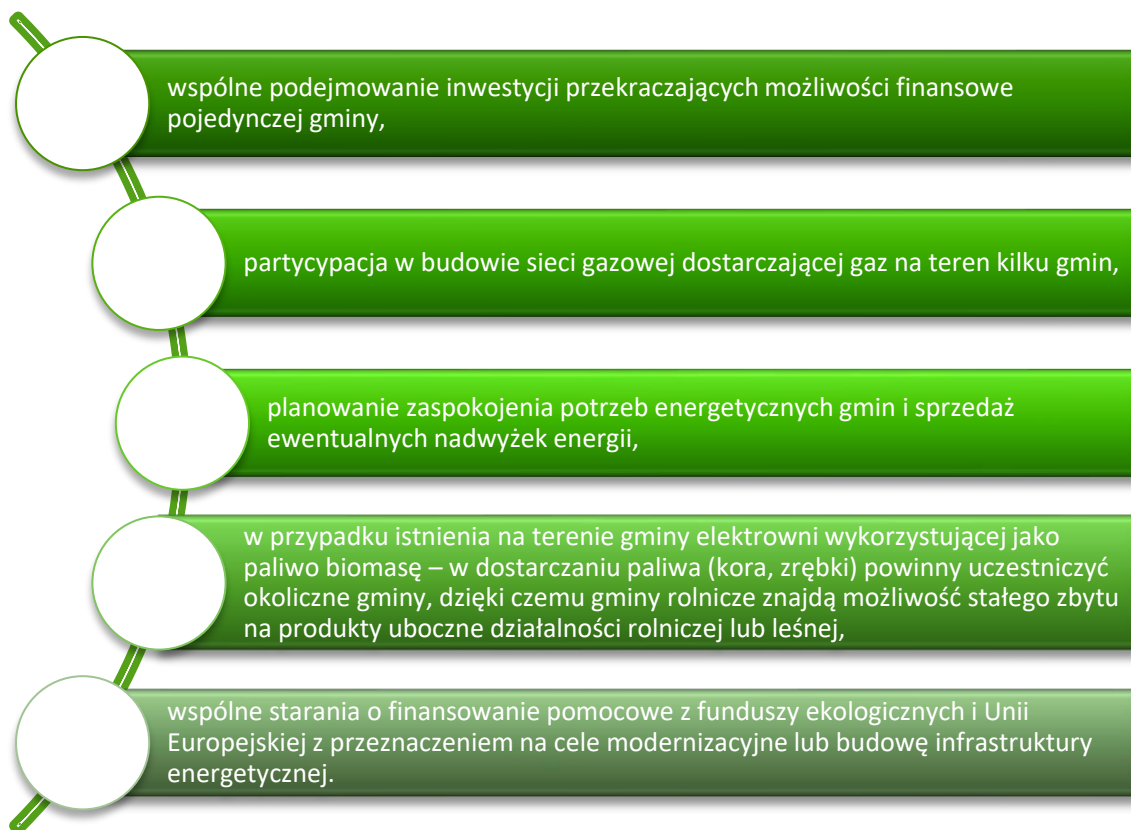 wspólne podejmowanie inwestycji przekraczających możliwości finansowe
pojedynczej gminy,
partycypacja w budowie sieci gazowej dostarczającej gaz na teren kilku gmin,
planowanie zaspokojenia potrzeb energetycznych gmin i sprzedaż
ewentualnych nadwyżek energii,
w przypadku istnienia na terenie gminy elektrowni wykorzystującej jako
paliwo biomasę – w dostarczaniu paliwa (kora, zrębki) powinny uczestniczyć
okoliczne gminy, dzięki czemu gminy rolnicze znajdą możliwość stałego zbytu
na produkty uboczne działalności rolniczej lub leśnej,
wspólne starania o finansowanie pomocowe z funduszy ekologicznych i Unii
Europejskiej z przeznaczeniem na cele modernizacyjne lub budowę infrastruktury
energetycznej.